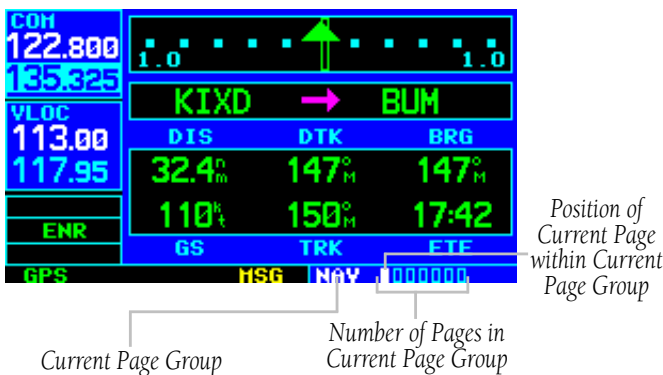 COM
122.800
135.325
VLOC
113.00
117.95
ENR
1.0 1.0
KIXD → BUM
DIS DTK BRG
32.4nm 147°M 147°M
110kt 150°M 17:42
GS TRK ETE
GPS MSG NAV
Position of
Current Page
within Current
Page Group
Number of Pages in
Current Page Group
Current Page Group